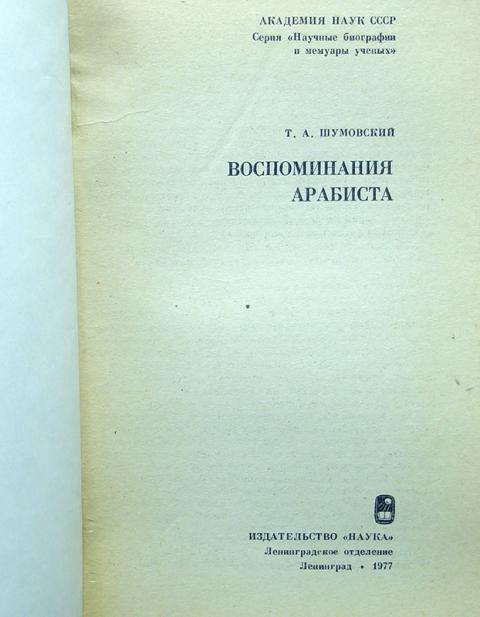 АКАДЕМИЯ НАУК СССР
Серия «Научные биографии
и мемуары ученых»
Т. А. ШУМОВСКИЙ
ВОСПОМИНАНИЯ
АРАБИСТА
ИЗДАТЕЛЬСТВО «НАУКА»
Ленинградское отделение
Ленинград • 1977